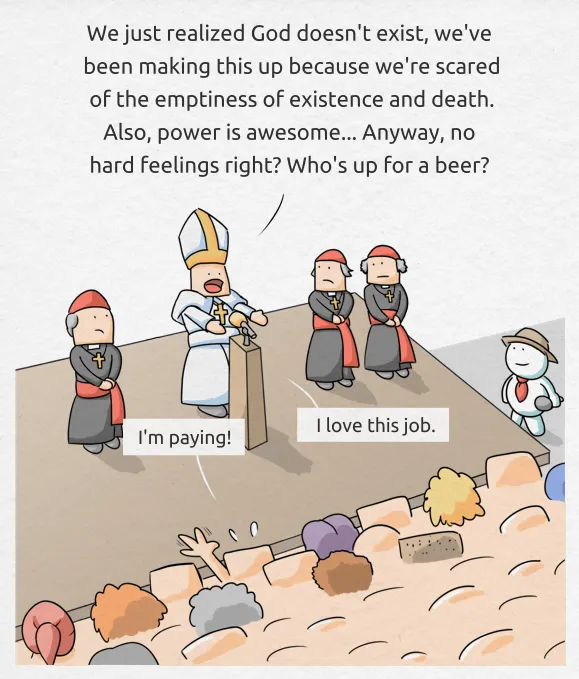 We just realized God doesn't exist, we've
been making this up because we're scared
of the emptiness of existence and death.
Also, power is awesome... Anyway, no
hard feelings right? Who's up for a beer?
I'm paying!
I love this job.